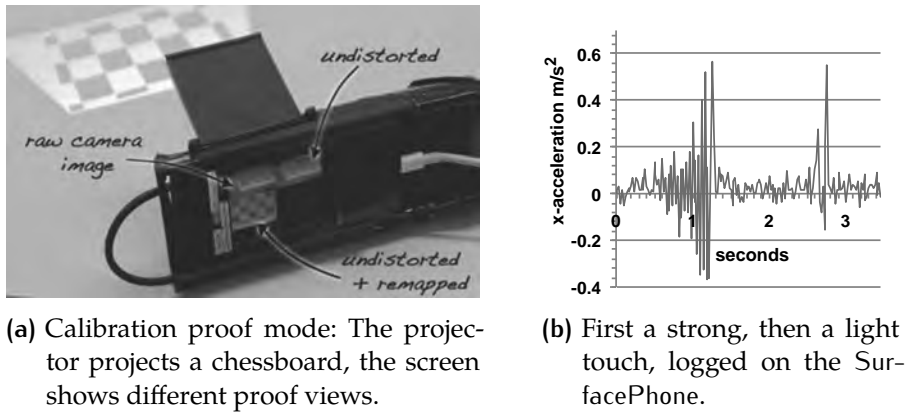 undistorted
raw camera
image
undistorted
+ remapped
(a) Calibration proof mode: The projec-
tor projects a chessboard, the screen
shows different proof views.
x-acceleration m/s²
0.6
0.4
0.2
0
-0.2
-0.4
0
1
2
3
seconds
(b) First a strong, then a light
touch, logged on the Sur-
facePhone.